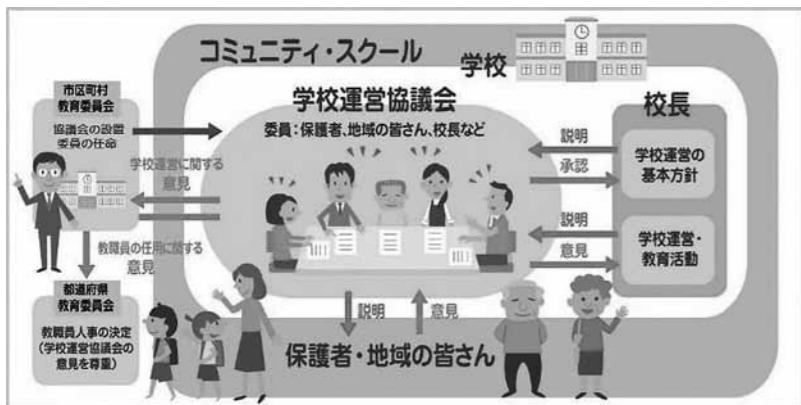 コミュニティ・スクール
学校
市区町村
教育委員会
協議会の設置
委員の任命
学校運営協議会
委員:保護者、地域の皆さん、校長など
校長
説明
承認
学校運営の
基本方針
学校運営に関する
意見
説明
意見
学校運営・
教育活動
教職員の任用に関する
意見
都道府県
教育委員会
教職員人事の決定
(学校運営協議会の
意見を尊重)
説明
意見
保護者・地域の皆さん